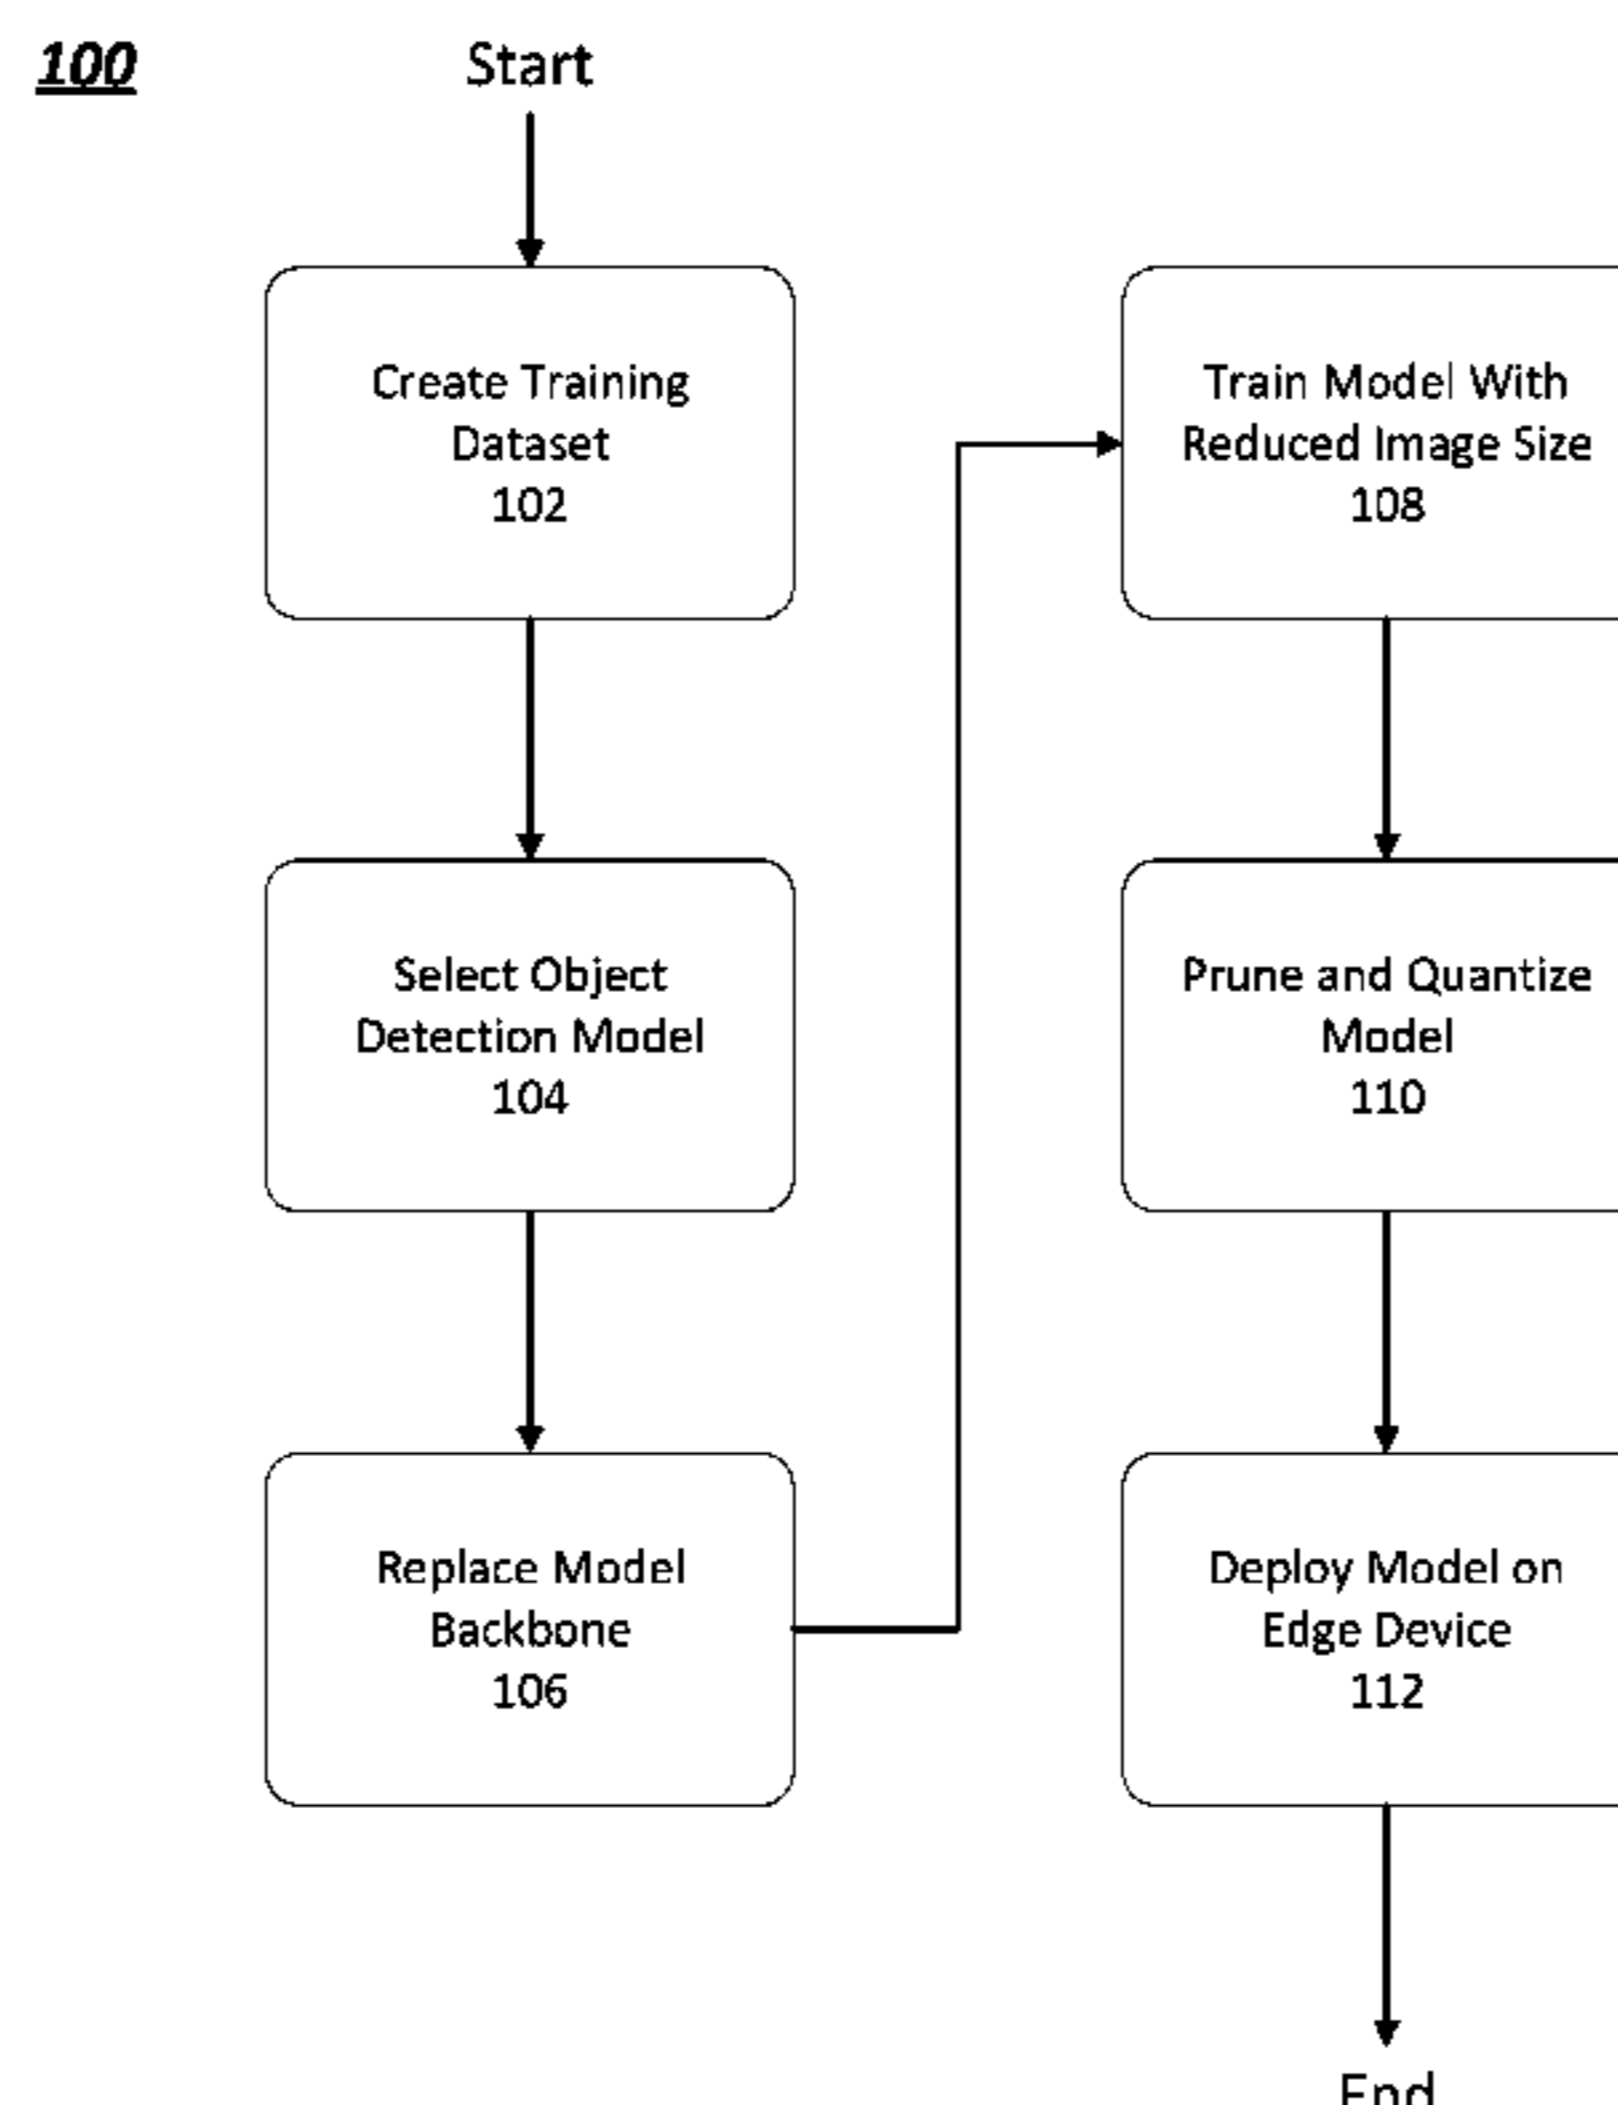 100
Start
Create Training
Dataset
102
Select Object
Detection Model
104
Replace Model
Backbone
106
Train Model With
Reduced Image Size
108
Prune and Quantize
Model
110
Deploy Model on
Edge Device
112
End